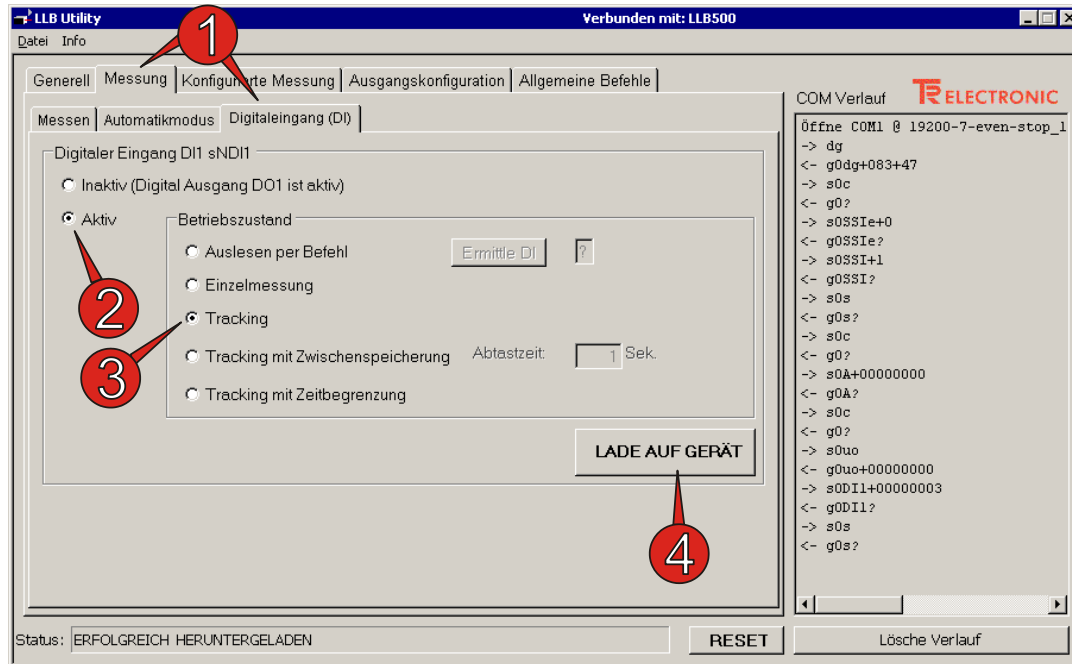 LLB Utility
Verbunden mit: LLB500
Datei Info
1
Generell Messung Konfigurierte Messung Ausgangskonfiguration Allgemeine Befehle
Messen Automatikmodus Digitaleingang (DI)
Digitaler Eingang DI1 sNDI1
Inaktiv (Digital Ausgang DO1 ist aktiv)
Aktiv
Betriebszustand
Auslesen per Befehl Ermittle DI ?
Einzelmessung
2
Tracking
3
Tracking mit Zwischenspeicherung Abtastzeit: 1 Sek.
Tracking mit Zeitbegrenzung
LADE AUF GERÄT
4
COM Verlauf
TR ELECTRONIC
Öffne COM1 @ 19200-7-even-stop_1
-> dg
<- g0dg+083+47
-> s0c
<- g0?
-> s0SSIe+0
<- g0SSIe?
-> s0SSI+1
<- g0SSI?
-> s0s
<- g0s?
-> s0c
<- g0?
-> s0A+00000000
<- g0A?
-> s0c
<- g0?
-> s0uo
<- g0uo+00000000
-> s0DI1+00000003
<- g0DI1?
-> s0s
<- g0s?
Status: ERFOLGREICH HERUNTERGELADEN
RESET
Lösche Verlauf